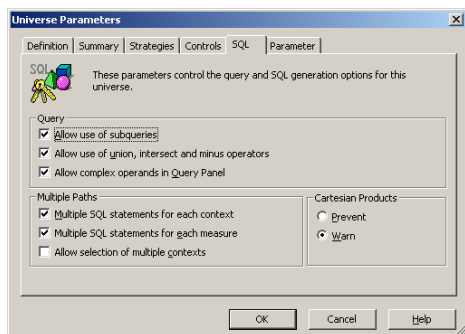 Universe Parameters
Definition Summary Strategies Controls SQL Parameter
SQL
These parameters control the query and SQL generation options for this
universe.
Query
Allow use of subqueries
Allow use of union, intersect and minus operators
Allow complex operands in Query Panel
Multiple Paths
Multiple SQL statements for each context
Multiple SQL statements for each measure
Allow selection of multiple contexts
Cartesian Products
Prevent
Warn
OK Cancel Help